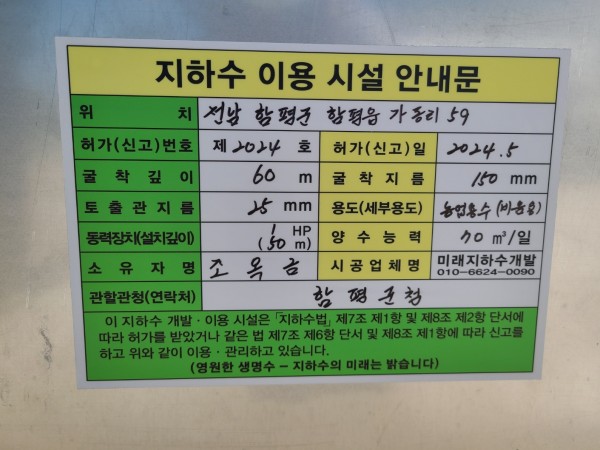 지하수 이용 시설 안내문
위 치 전남 함평군 함평읍 가동리 59
허가(신고)번호 제 2024 호 허가(신고)일 2024.5
굴착깊이 60 m 굴착지름 150 mm
토출관지름 25 mm 용도(세부용도) 농업용수 (비음용)
동력장치(설치깊이) 1 HP (50 m) 양수능력 70 ㎥/일
소유자명 조옥금 시공업체명 미래지하수개발 010-6624-0090
관할관청(연락처) 함평군청
이 지하수 개발·이용 시설은 「지하수법」 제7조 제1항 및 제8조 제2항 단서에
따라 허가를 받았거나 같은 법 제7조 제6항 단서 및 제8조 제1항에 따라 신고를
하고 위와 같이 이용·관리하고 있습니다.
(영원한 생명수 – 지하수의 미래는 밝습니다)